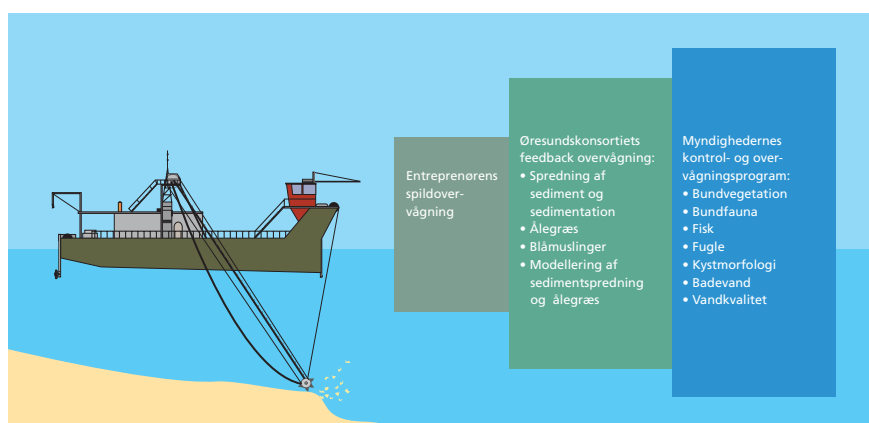 Entreprenørens
spildover-
vågning
Øresundskonsortiets
feedback overvågning:
• Spredning af
sediment og
sedimentation
• Ålegræs
• Blåmuslinger
• Modellering af
sedimentspredning
og ålegræs
Myndighedernes
kontrol- og over-
vågningsprogram:
• Bundvegetation
• Bundfauna
• Fisk
• Fugle
• Kystmorfologi
• Badevand
• Vandkvalitet